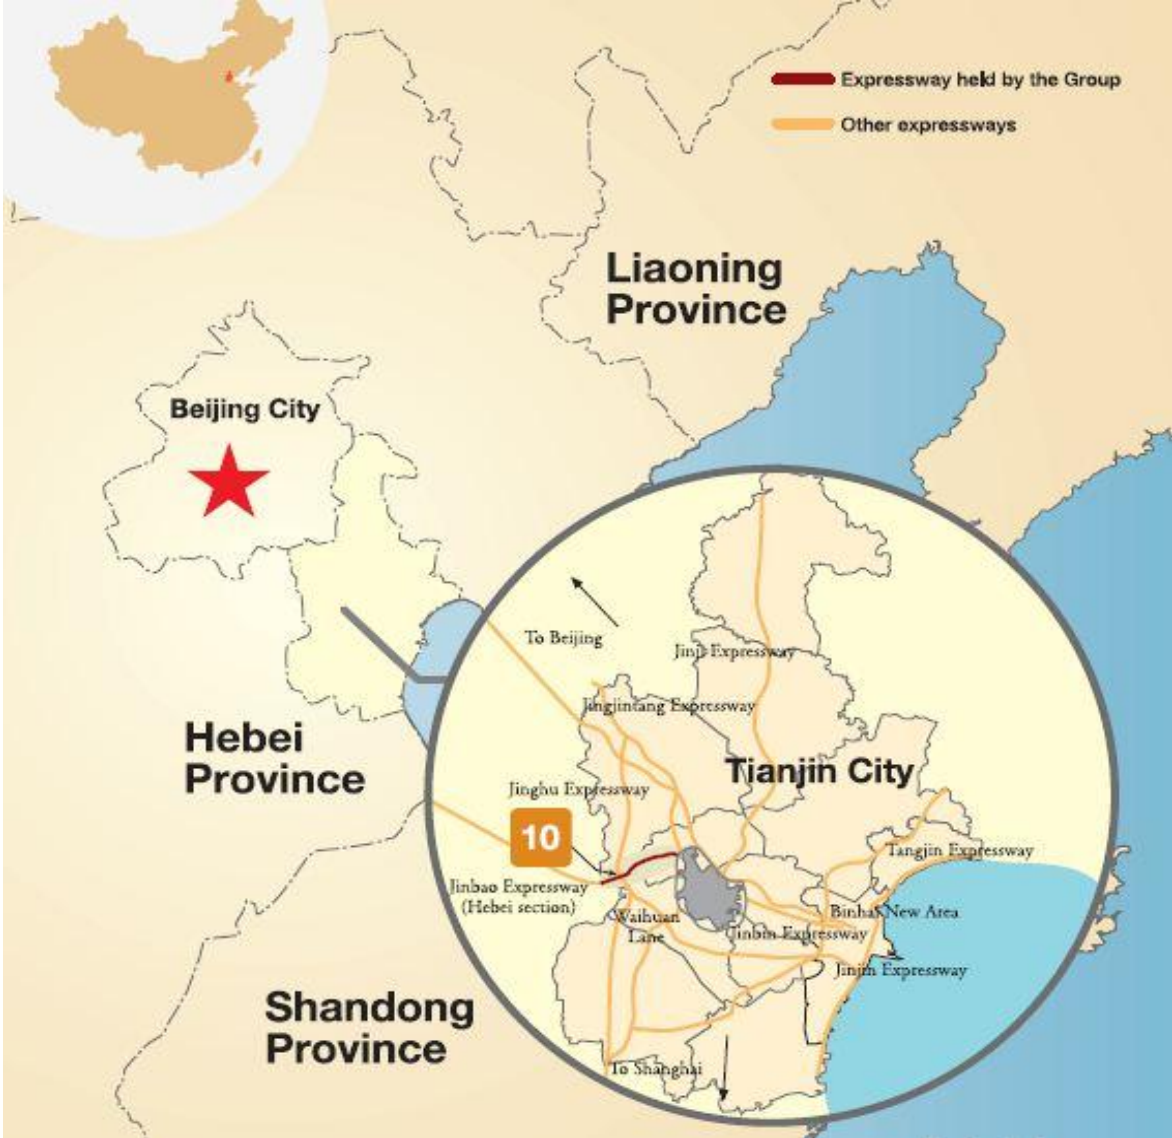 Expressway held by the Group
Other expressways
Liaoning
Province
Beijing City
To Beijing
Jinji Expressway
Jingjintang Expressway
Hebei
Province
Tianjin City
Jinghu Expressway
10
Tangjin Expressway
Jinbao Expressway
(Hebei section)
Waihuan
Lane
Binhai New Area
Jinbin Expressway
Jinjin Expressway
Shandong
Province
To Shanghai